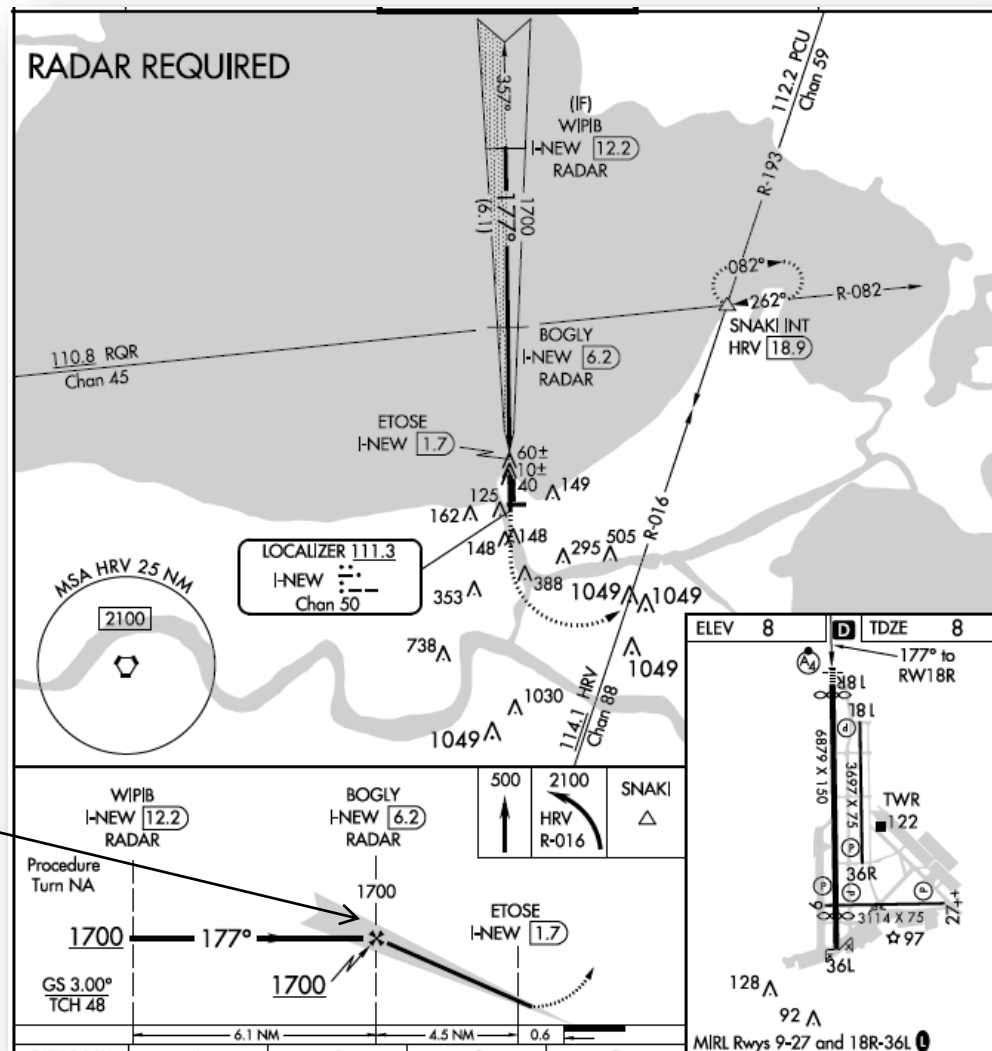 RADAR REQUIRED
357°
(IF)
WIPIB
I-NEW 12.2
RADAR
112.2 PCU
Chan 59
R-193
1700
177°
(6.1)
082°
262°
R-082
SNAKI INT
HRV 18.9
110.8 RQR
Chan 45
BOGLY
I-NEW 6.2
RADAR
ETOSE
I-NEW 1.7
60±
10±
40
149
125
162
148
148
295
505
R-016
LOCALIZER 111.3
I-NEW
Chan 50
353
388
1049
1049
738
1049
1030
1049
114.1 HRV
Chan 88
MSA HRV 25 NM
2100
ELEV 8
D
TDZE 8
177° to
RW18R
A4
18R
18L
P
6879 X 150
3697 X 75
TWR
122
P
36R
P
P
P
9
27
3114 X 75
97
36L
128
92
MIRL Rwys 9-27 and 18R-36L L
WIPIB
I-NEW 12.2
RADAR
BOGLY
I-NEW 6.2
RADAR
500
2100
HRV
R-016
SNAKI
Procedure
Turn NA
1700
ETOSE
I-NEW 1.7
1700
177°
1700
GS 3.00°
TCH 48
6.1 NM
4.5 NM
0.6